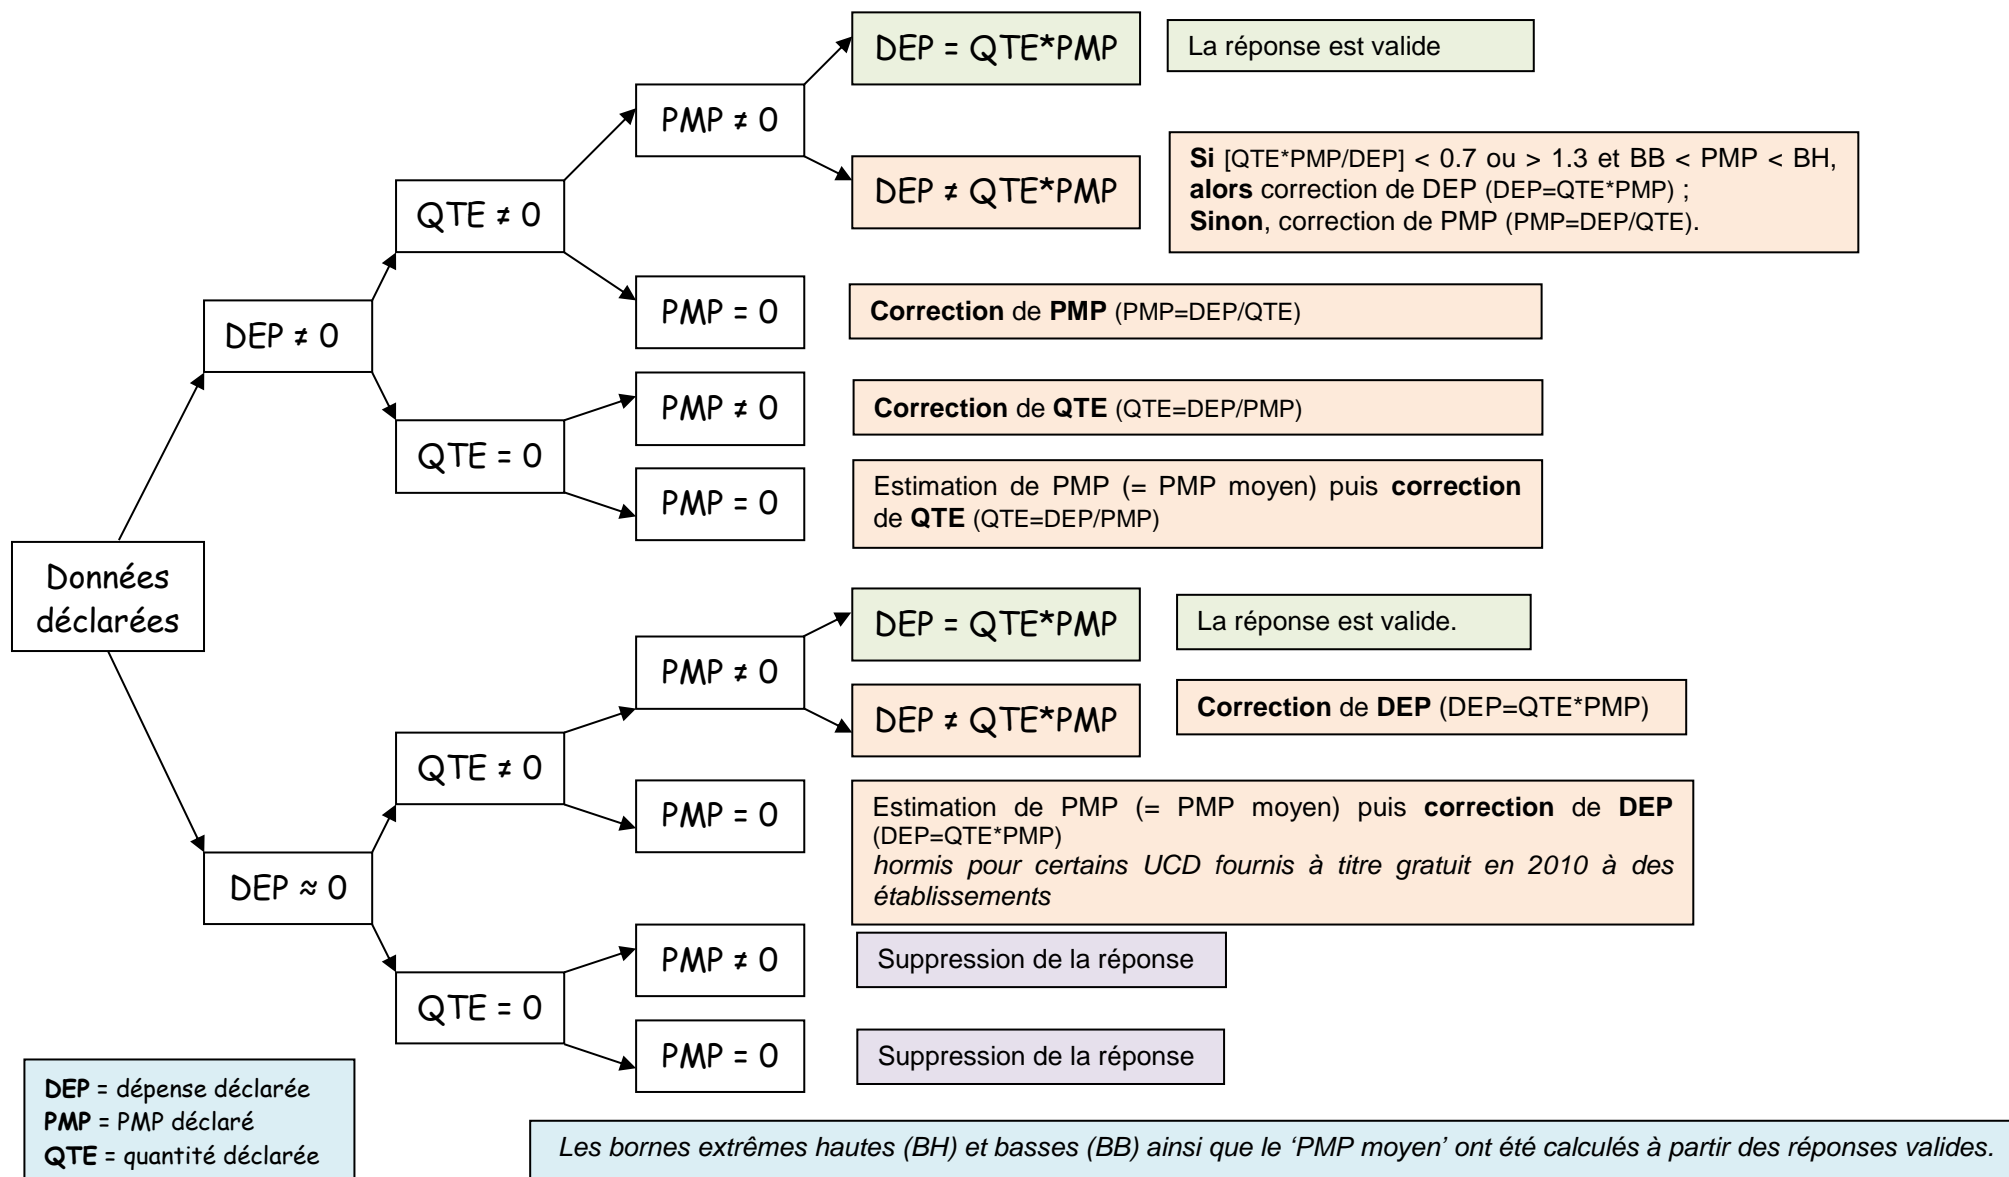 DEP = QTE*PMP
La réponse est valide
PMP ≠ 0
DEP ≠ QTE*PMP
Si [QTE*PMP/DEP] < 0.7 ou > 1.3 et BB < PMP < BH,
alors correction de DEP (DEP=QTE*PMP) ;
Sinon, correction de PMP (PMP=DEP/QTE).
QTE ≠ 0
PMP = 0
Correction de PMP (PMP=DEP/QTE)
DEP ≠ 0
PMP ≠ 0
Correction de QTE (QTE=DEP/PMP)
QTE = 0
PMP = 0
Estimation de PMP (= PMP moyen) puis correction
de QTE (QTE=DEP/PMP)
Données
déclarées
DEP = QTE*PMP
La réponse est valide.
PMP ≠ 0
DEP ≠ QTE*PMP
Correction de DEP (DEP=QTE*PMP)
QTE ≠ 0
PMP = 0
Estimation de PMP (= PMP moyen) puis correction de DEP
(DEP=QTE*PMP)
hormis pour certains UCD fournis à titre gratuit en 2010 à des
établissements
DEP ≈ 0
PMP ≠ 0
Suppression de la réponse
QTE = 0
PMP = 0
Suppression de la réponse
DEP = dépense déclarée
PMP = PMP déclaré
QTE = quantité déclarée
Les bornes extrêmes hautes (BH) et basses (BB) ainsi que le ‘PMP moyen’ ont été calculés à partir des réponses valides.